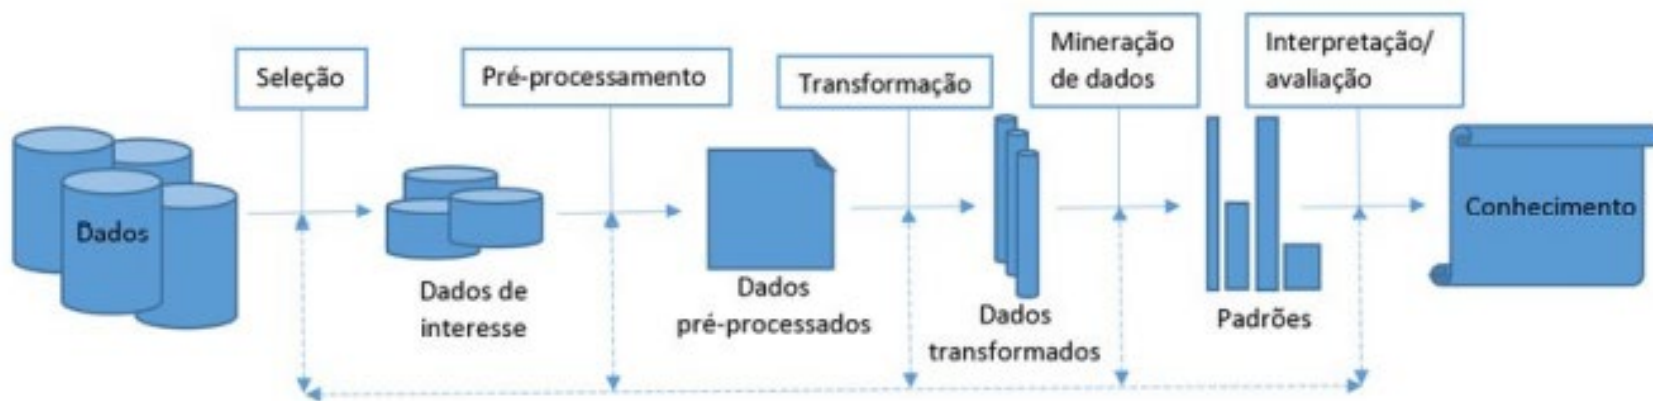 Seleção
Pré-processamento
Transformação
Mineração
de dados
Interpretação/
avaliação
Dados
Dados de
interesse
Dados
pré-processados
Dados
transformados
Padrões
Conhecimento